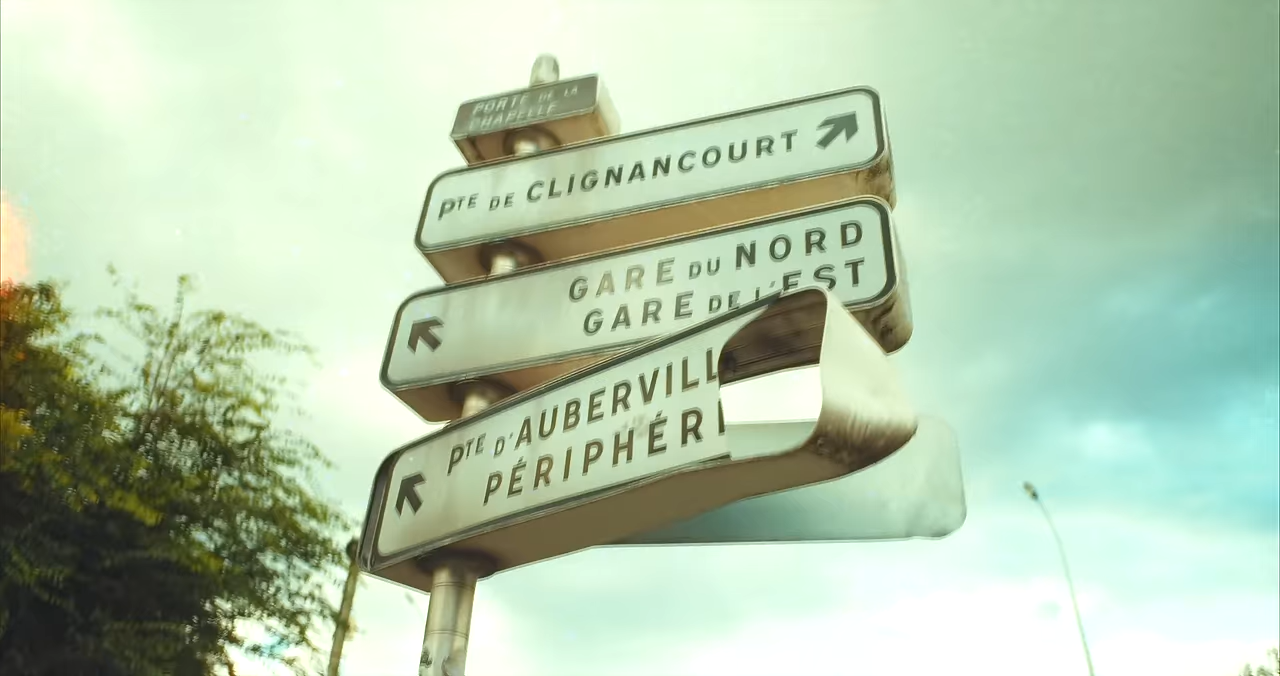 PORTE DE LA
CHAPELLE
PTE DE CLIGNANCOURT
GARE DU NORD
GARE DE L'EST
PTE D'AUBERVILL
PÉRIPHÉRI